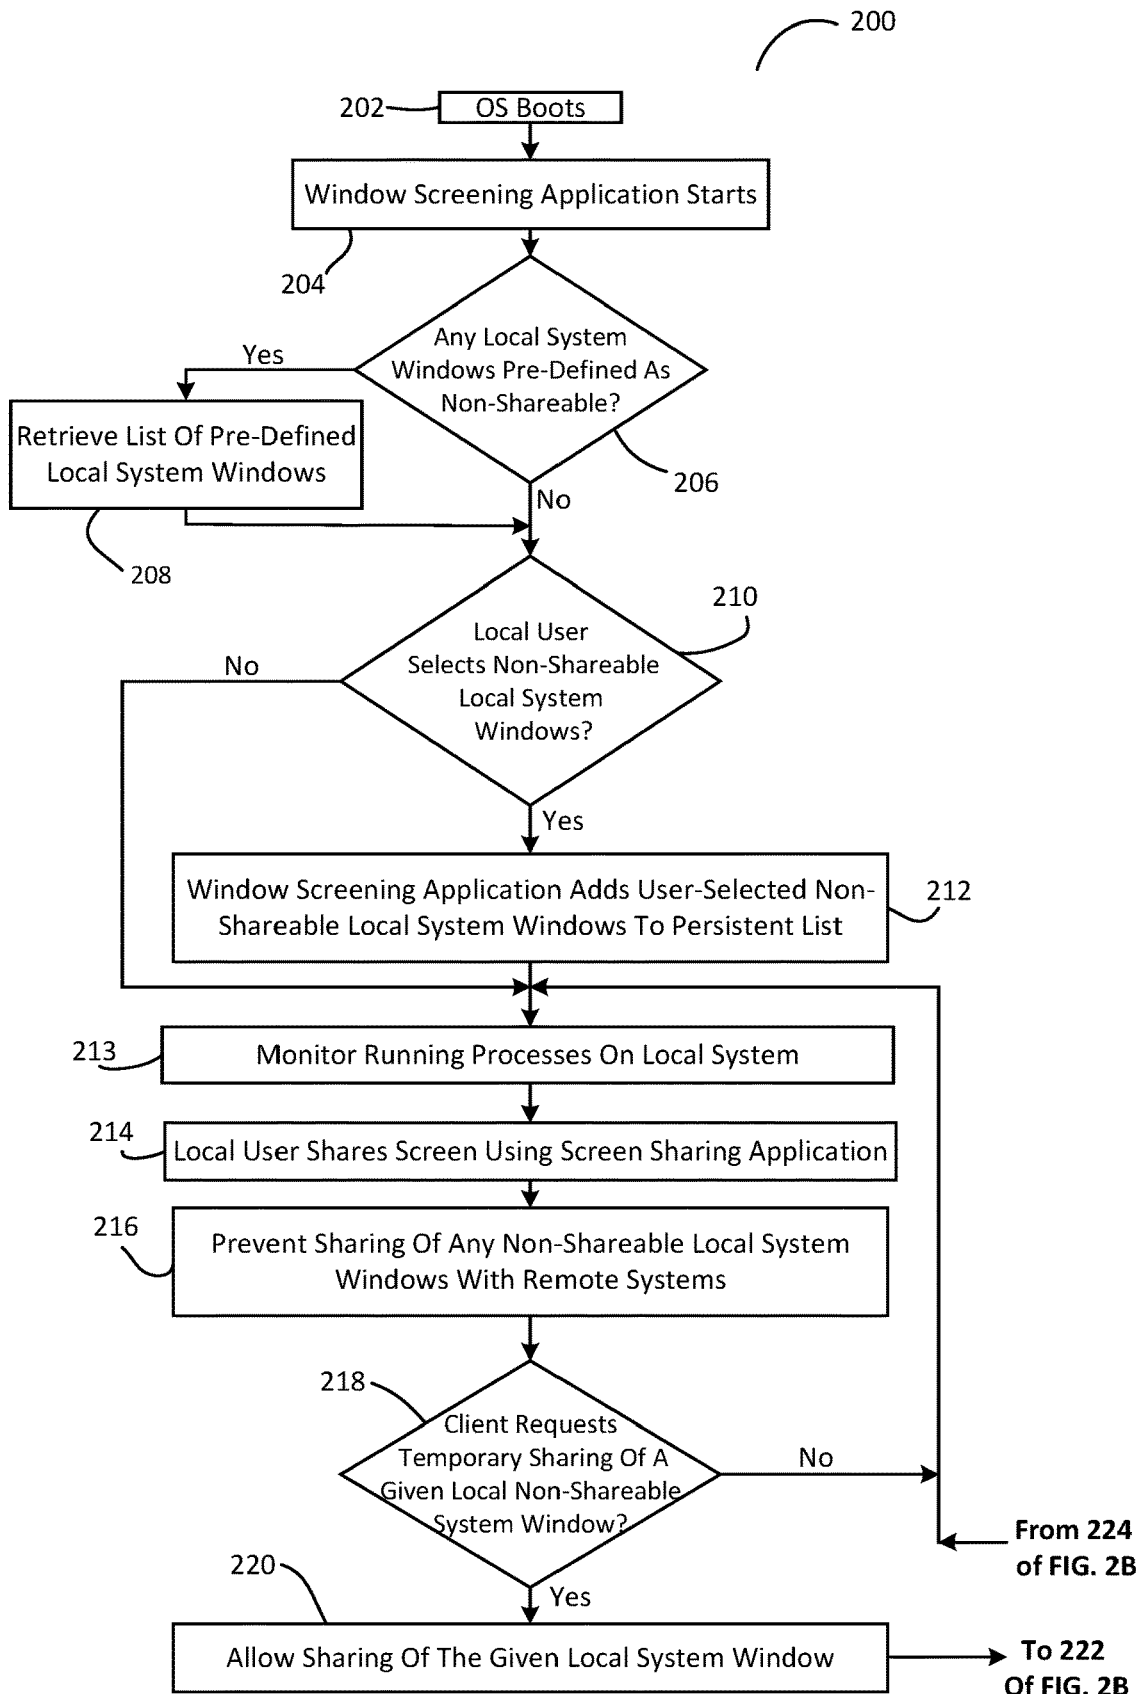 200
202
OS Boots
Window Screening Application Starts
204
Any Local System
Windows Pre-Defined As
Non-Shareable?
Yes
206
No
Retrieve List Of Pre-Defined
Local System Windows
208
210
Local User
Selects Non-Shareable
Local System
Windows?
No
Yes
Window Screening Application Adds User-Selected Non-
Shareable Local System Windows To Persistent List
212
213
Monitor Running Processes On Local System
214
Local User Shares Screen Using Screen Sharing Application
216
Prevent Sharing Of Any Non-Shareable Local System
Windows With Remote Systems
218
Client Requests
Temporary Sharing Of A
Given Local Non-Shareable
System Window?
No
From 224
of FIG. 2B
220
Yes
Allow Sharing Of The Given Local System Window
To 222
Of FIG. 2B